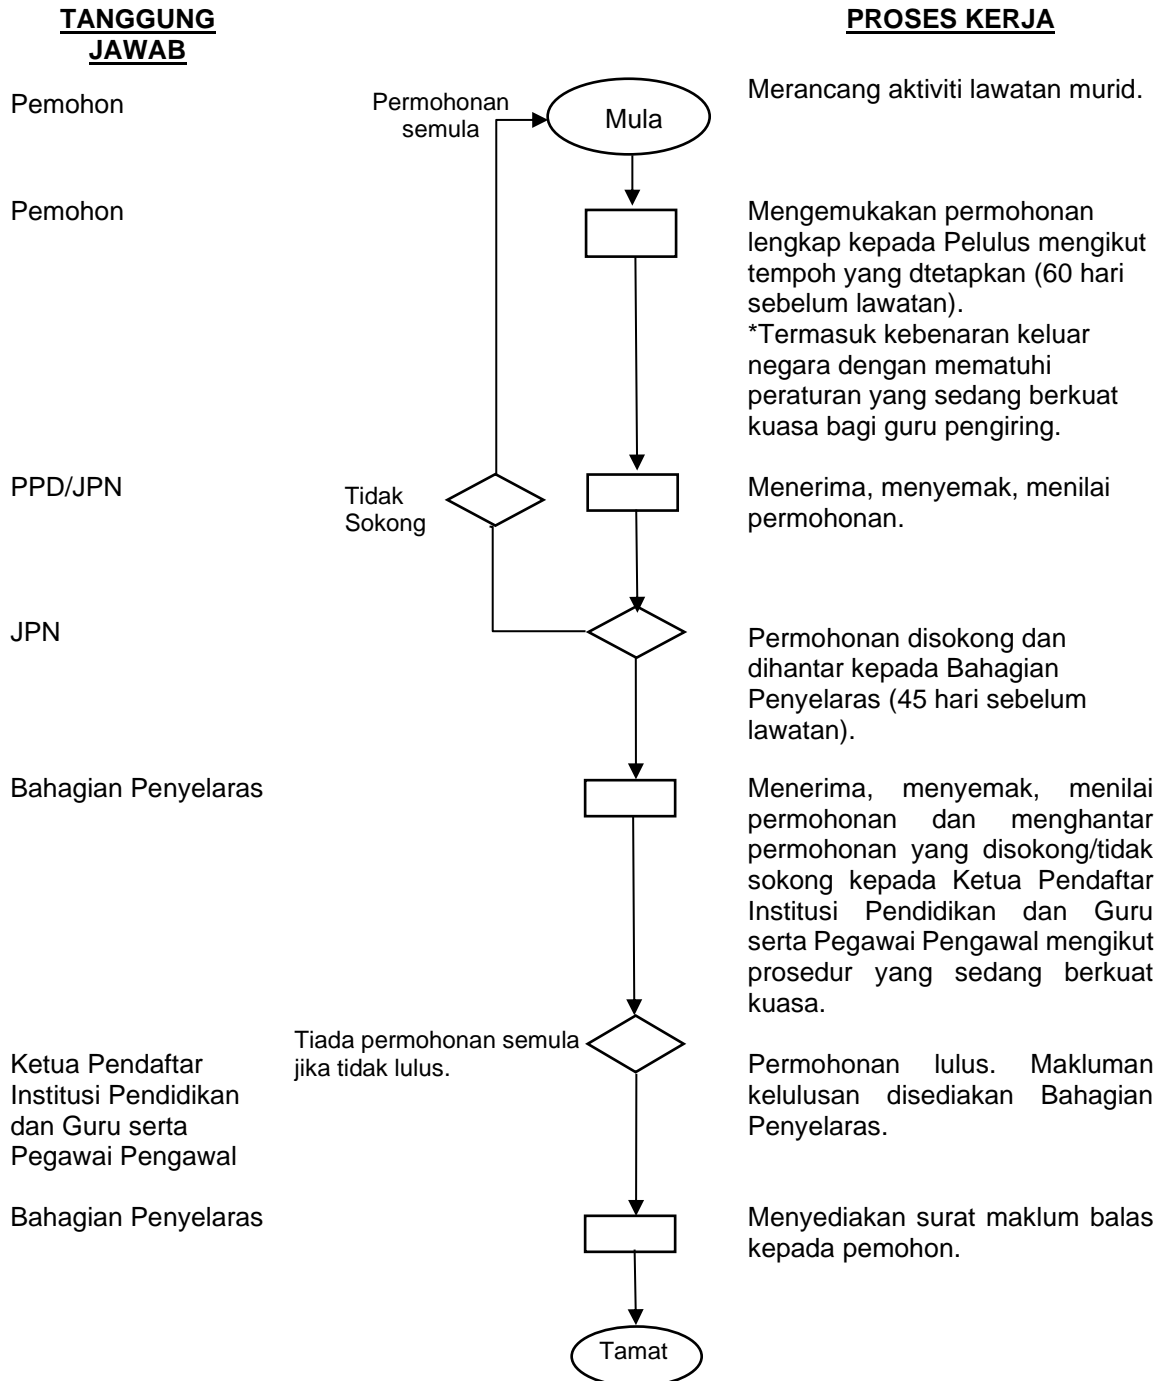 TANGGUNG
JAWAB
PROSES KERJA
Pemohon
Permohonan
semula
Mula
Merancang aktiviti lawatan murid.
Pemohon
Mengemukakan permohonan
lengkap kepada Pelulus mengikut
tempoh yang dtetapkan (60 hari
sebelum lawatan).
*Termasuk kebenaran keluar
negara dengan mematuhi
peraturan yang sedang berkuat
kuasa bagi guru pengiring.
PPD/JPN
Tidak
Sokong
Menerima, menyemak, menilai
permohonan.
JPN
Permohonan disokong dan
dihantar kepada Bahagian
Penyelaras (45 hari sebelum
lawatan).
Bahagian Penyelaras
Menerima, menyemak, menilai
permohonan dan menghantar
permohonan yang disokong/tidak
sokong kepada Ketua Pendaftar
Institusi Pendidikan dan Guru
serta Pegawai Pengawal mengikut
prosedur yang sedang berkuat
kuasa.
Ketua Pendaftar
Institusi Pendidikan
dan Guru serta
Pegawai Pengawal
Tiada permohonan semula
jika tidak lulus.
Permohonan lulus. Makluman
kelulusan disediakan Bahagian
Penyelaras.
Bahagian Penyelaras
Menyediakan surat maklum balas
kepada pemohon.
Tamat